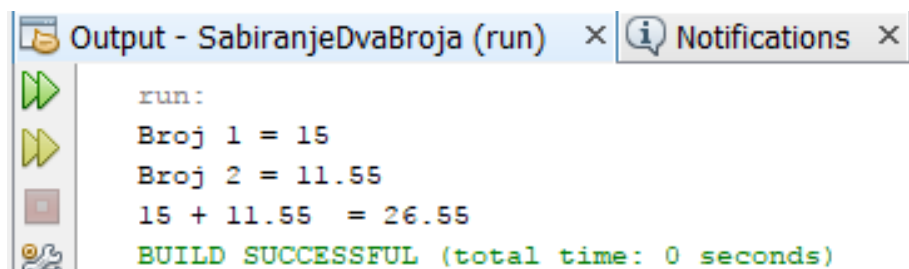 Output - SabiranjeDvaBroja (run) × Notifications ×
run:
Broj 1 = 15
Broj 2 = 11.55
15 + 11.55  = 26.55
BUILD SUCCESSFUL (total time: 0 seconds)